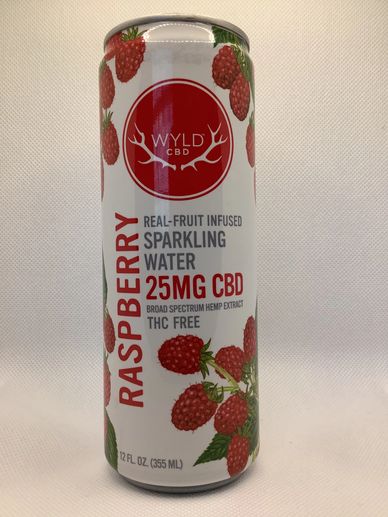 WYLD
CBD
RASPBERRY
REAL-FRUIT INFUSED
SPARKLING
WATER
25MG CBD
BROAD SPECTRUM HEMP EXTRACT
THC FREE
12 FL. OZ. (355 ML)